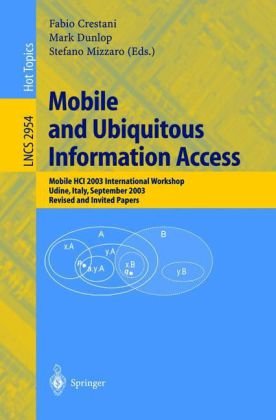 Fabio Crestani
Mark Dunlop
Stefano Mizzaro (Eds.)
LNCS 2954
Hot Topics
Mobile
and Ubiquitous
Information Access
Mobile HCI 2003 International Workshop
Udine, Italy, September 2003
Revised and Invited Papers
A
B
x.A
y.A
x.B
y.B
Springer